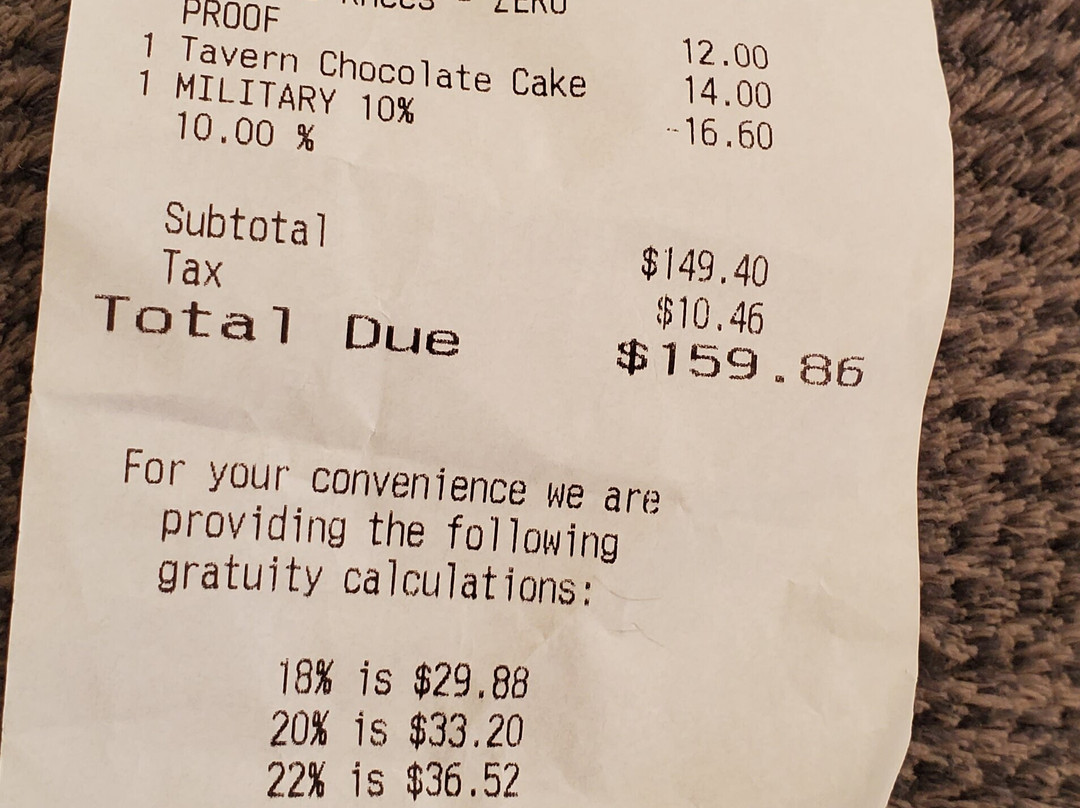 ZERO
PROOF 12.00
1 Tavern Chocolate Cake 14.00
1 MILITARY 10% -16.60
10.00 %
Subtotal $149.40
Tax $10.46
Total Due $159.86
For your convenience we are
providing the following
gratuity calculations:
18% is $29.88
20% is $33.20
22% is $36.52